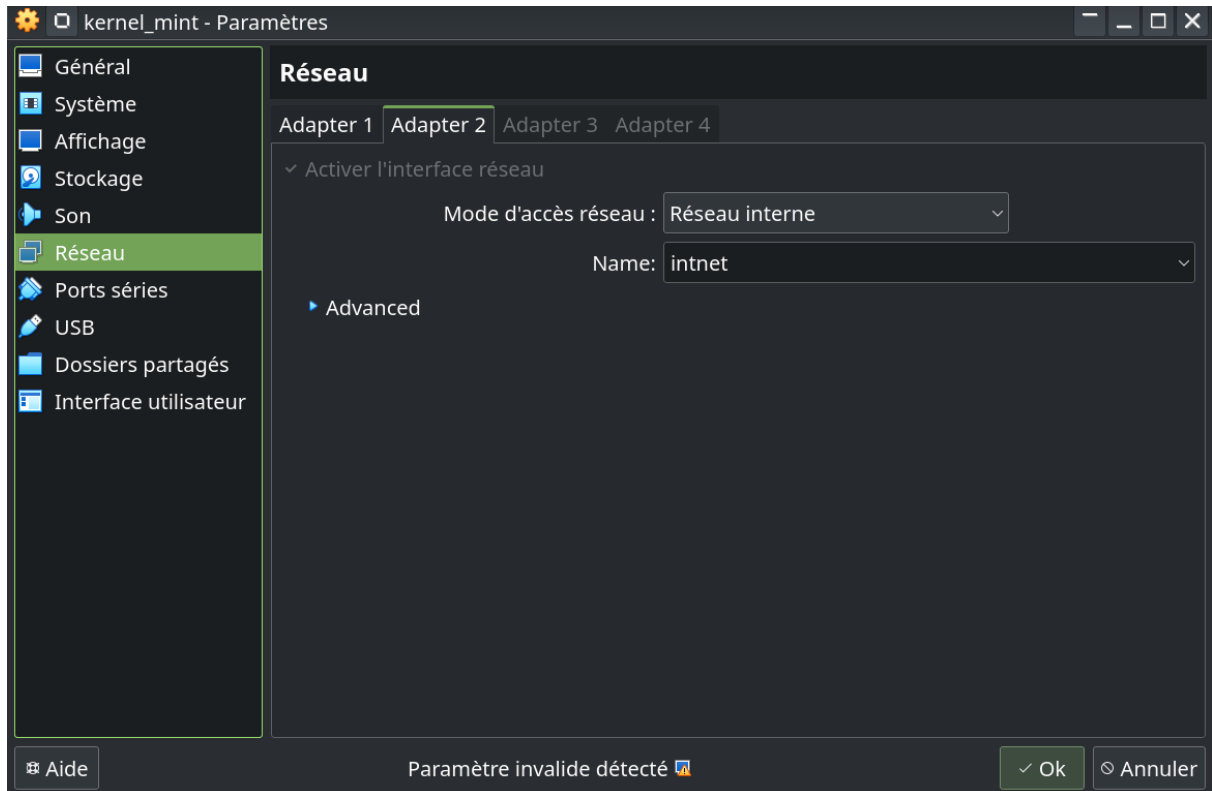 kernel_mint - Paramètres
Général
Système
Affichage
Stockage
Son
Réseau
Ports séries
USB
Dossiers partagés
Interface utilisateur
Réseau
Adapter 1 Adapter 2 Adapter 3 Adapter 4
Activer l'interface réseau
Mode d'accès réseau : Réseau interne
Name: intnet
Advanced
Aide Paramètre invalide détecté Ok Annuler